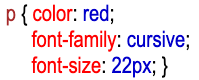 p { color: red;
font-family: cursive;
font-size: 22px; }